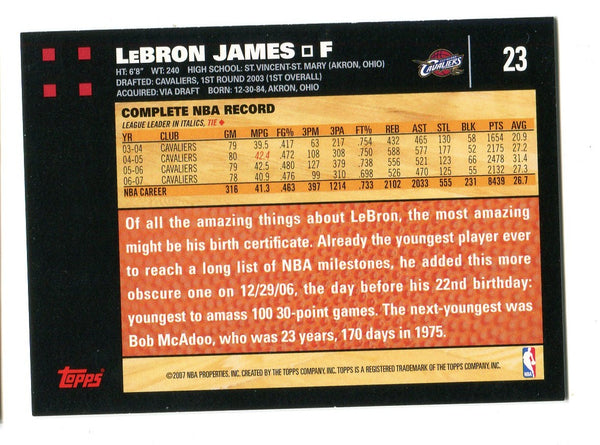 LeBRON JAMES □ F
HT: 6'8" WT: 240 HIGH SCHOOL: ST. VINCENT-ST. MARY (AKRON, OHIO)
DRAFTED: CAVALIERS, 1ST ROUND 2003 (1ST OVERALL)
ACQUIRED: VIA DRAFT BORN: 12-30-84, AKRON, OHIO
CAVALIERS
23
COMPLETE NBA RECORD
LEAGUE LEADER IN ITALICS, TIE ♦
YR CLUB GM MPG FG% 3PM 3PA FT% REB AST STL BLK PTS AVG
03-04 CAVALIERS 79 39.5 .417 63 217 .754 432 465 130 58 1654 20.9
04-05 CAVALIERS 80 42.4 .472 108 308 .750 588 577 177 52 2175 27.2
05-06 CAVALIERS 79 42.5 .480 127 379 .738 556 521 123 66 2478 31.4
06-07 CAVALIERS 78 40.9 .476 99 310 .698 526 470 125 55 2132 27.3
NBA CAREER 316 41.3 .463 397 1214 .733 2102 2033 555 231 8439 26.7
Of all the amazing things about LeBron, the most amazing
might be his birth certificate. Already the youngest player ever
to reach a long list of NBA milestones, he added this more
obscure one on 12/29/06, the day before his 22nd birthday:
youngest to amass 100 30-point games. The next-youngest was
Bob McAdoo, who was 23 years, 170 days in 1975.
Topps
©2007 NBA PROPERTIES, INC. CREATED BY THE TOPPS COMPANY, INC. TOPPS IS A REGISTERED TRADEMARK OF THE TOPPS COMPANY, INC.
NBA